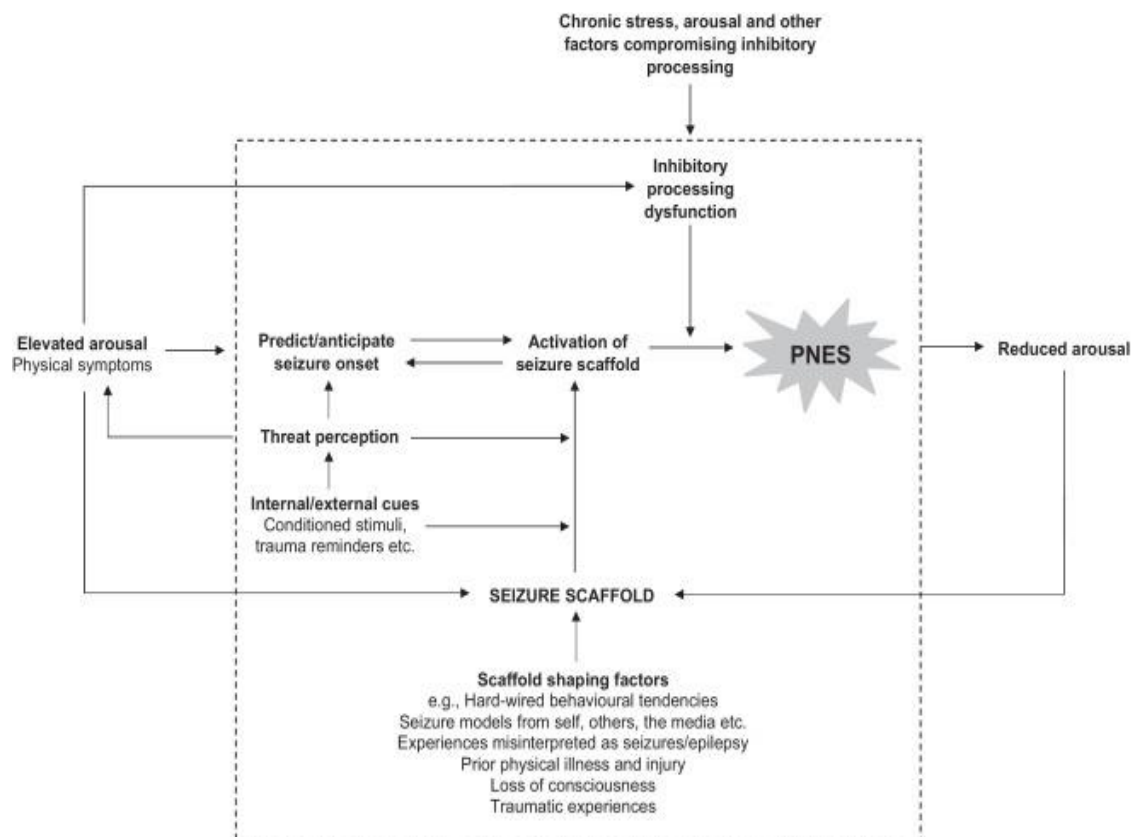 Chronic stress, arousal and other
factors compromising inhibitory
processing
Inhibitory
processing
dysfunction
Elevated arousal
Physical symptoms
Predict/anticipate
seizure onset
Activation of
seizure scaffold
PNES
Reduced arousal
Threat perception
Internal/external cues
Conditioned stimuli,
trauma reminders etc.
SEIZURE SCAFFOLD
Scaffold shaping factors
e.g., Hard-wired behavioural tendencies
Seizure models from self, others, the media etc.
Experiences misinterpreted as seizures/epilepsy
Prior physical illness and injury
Loss of consciousness
Traumatic experiences